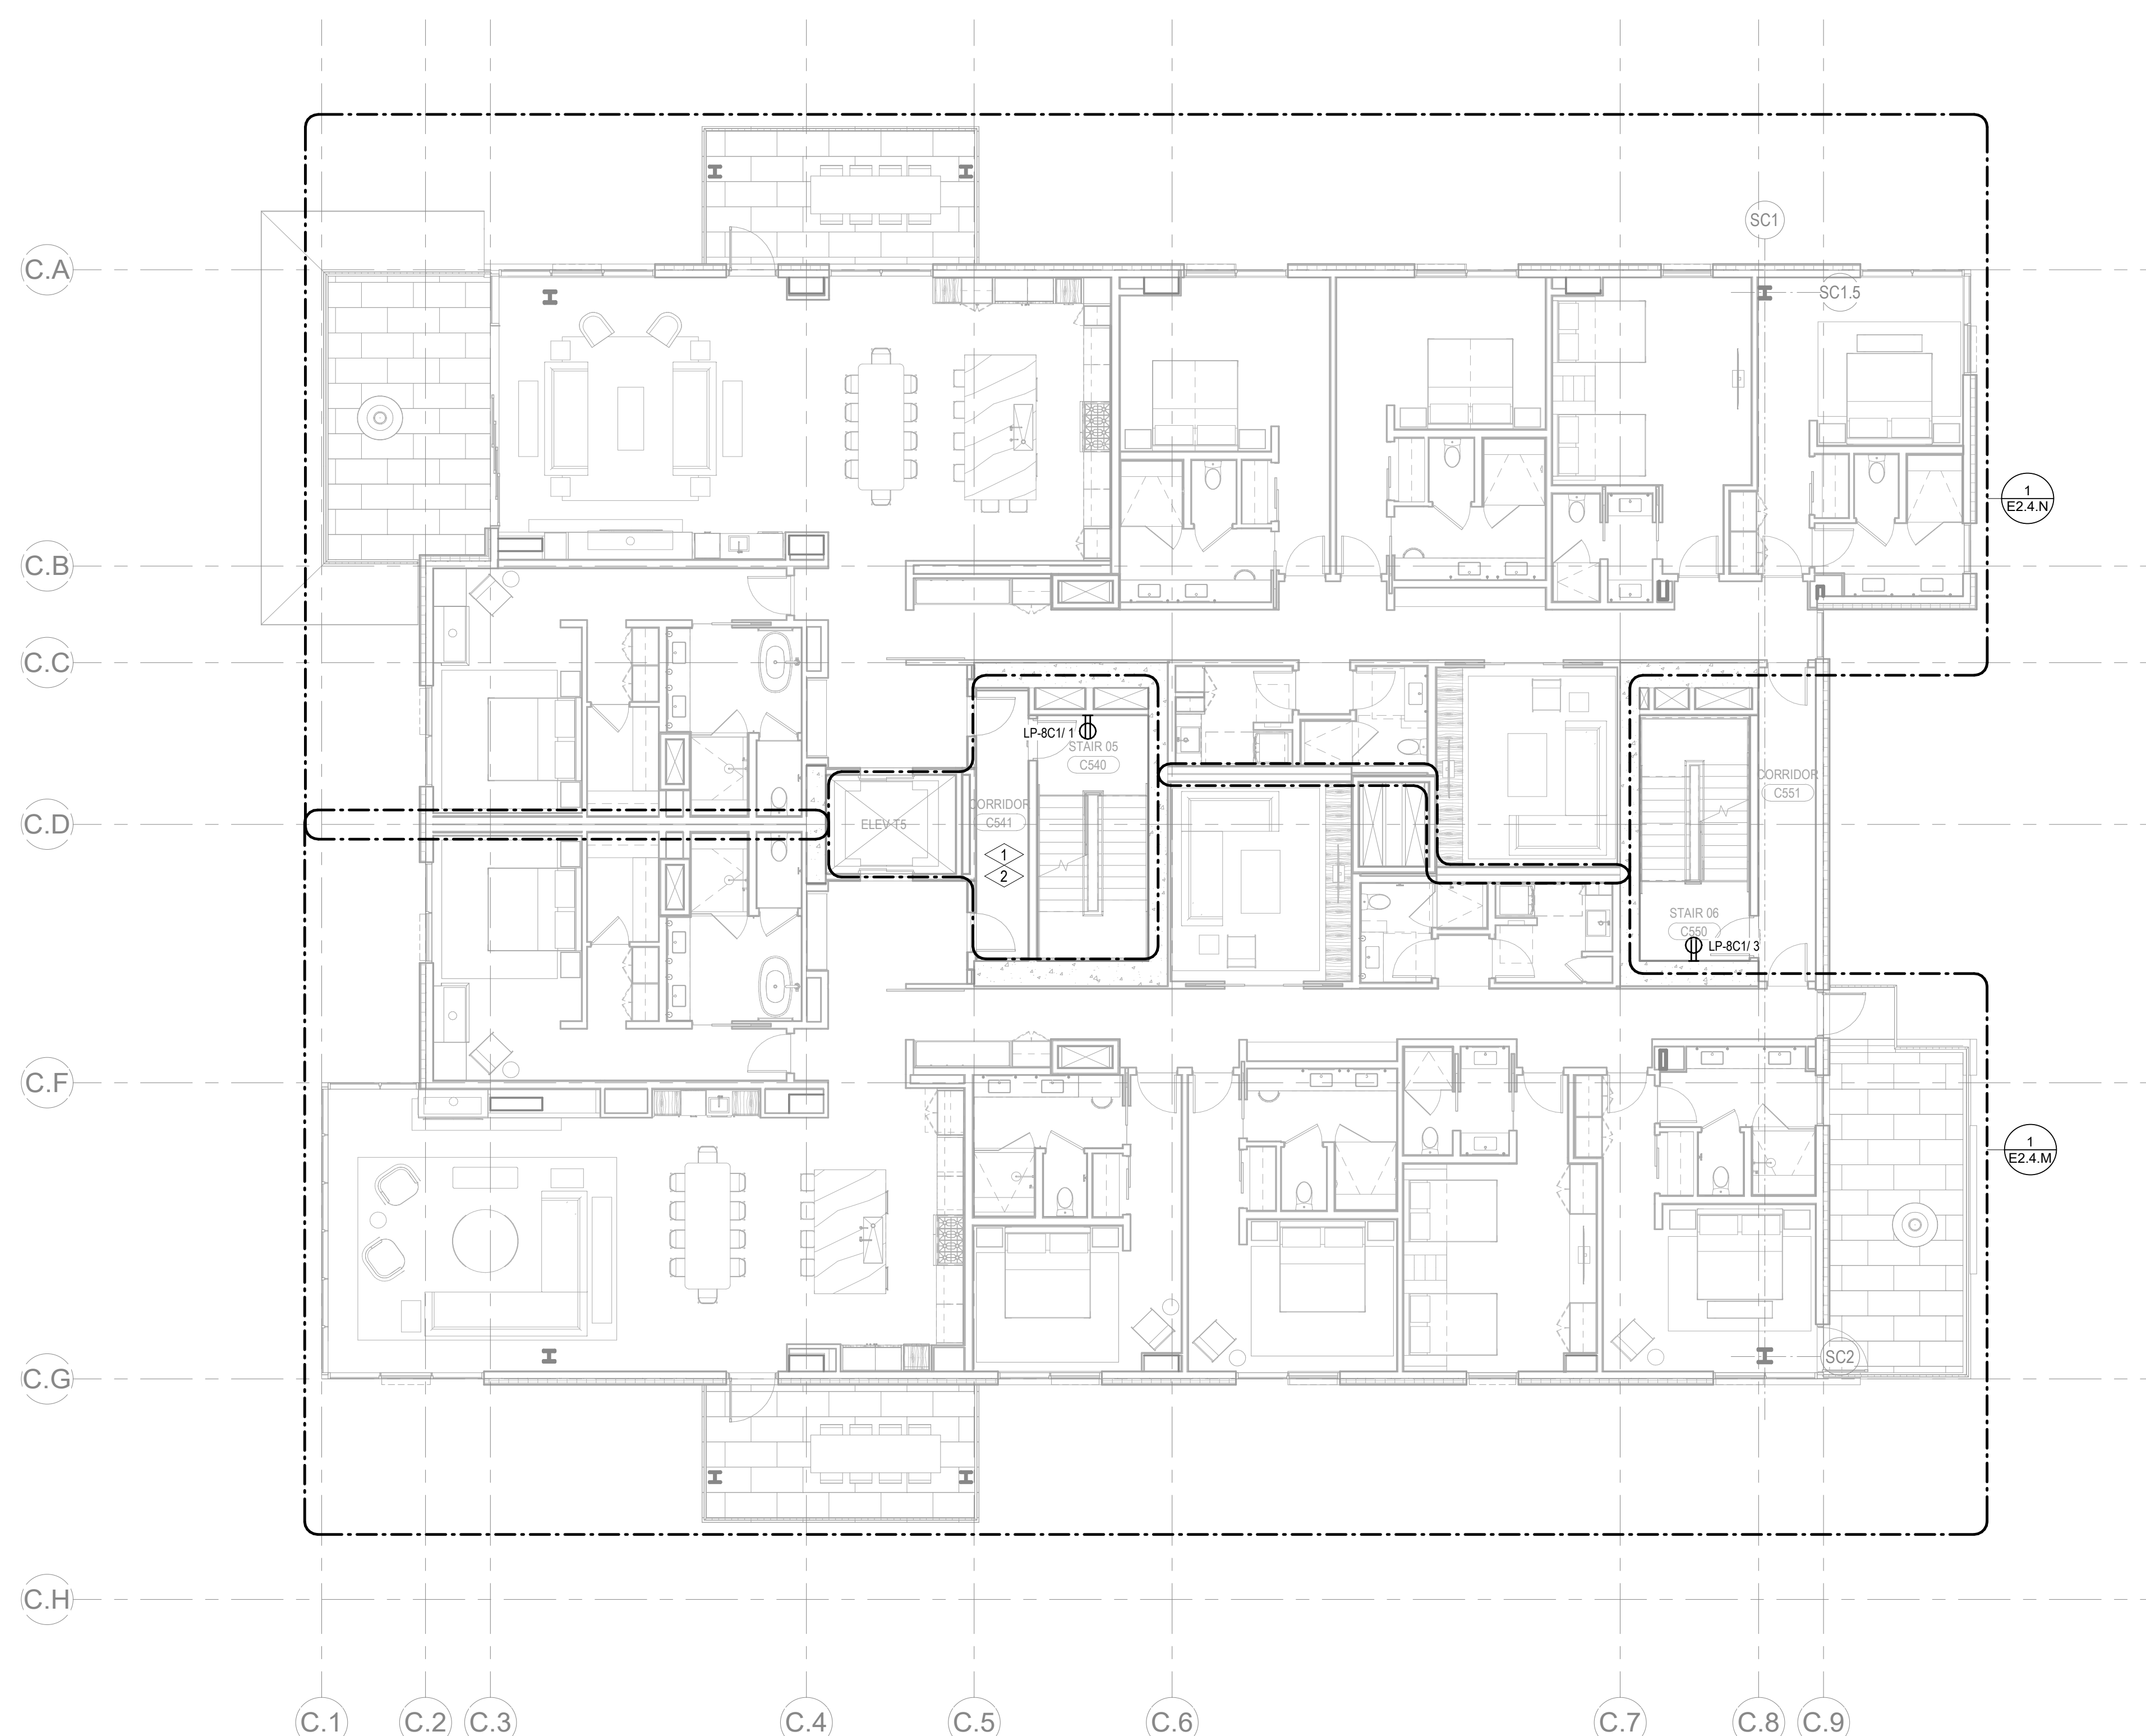 SC1
C.A
SC1.5
1
E2.4.N
C.B
C.C
LP-8C1/ 1
STAIR 05
C540
CORRIDOR
C551
CORRIDOR
C541
C.D
ELEV T5
1
2
STAIR 06
C550
LP-8C1/ 3
C.F
1
E2.4.M
SC2
C.G
C.H
C.1
C.2
C.3
C.4
C.5
C.6
C.7
C.8
C.9